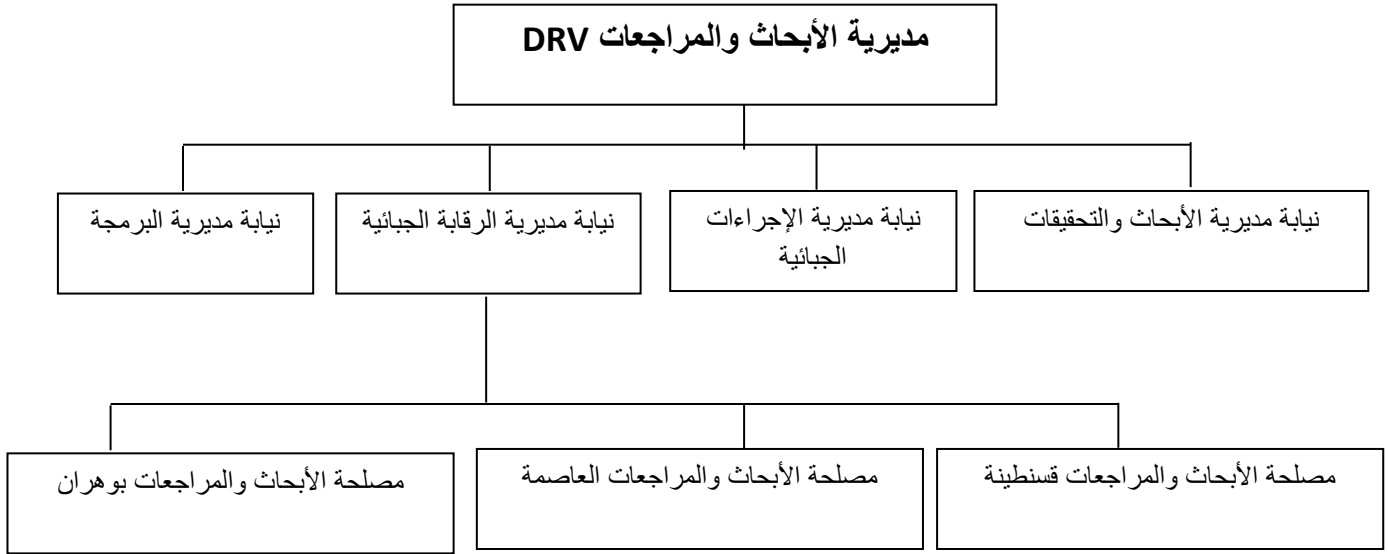 مديرية الأبحاث والمراجعات DRV
نيابة مديرية الأبحاث والتحقيقات
نيابة مديرية الإجراءات
الجبائية
نيابة مديرية الرقابة الجبائية
نيابة مديرية البرمجة
مصلحة الأبحاث والمراجعات قسنطينة
مصلحة الأبحاث والمراجعات العاصمة
مصلحة الأبحاث والمراجعات بوهران